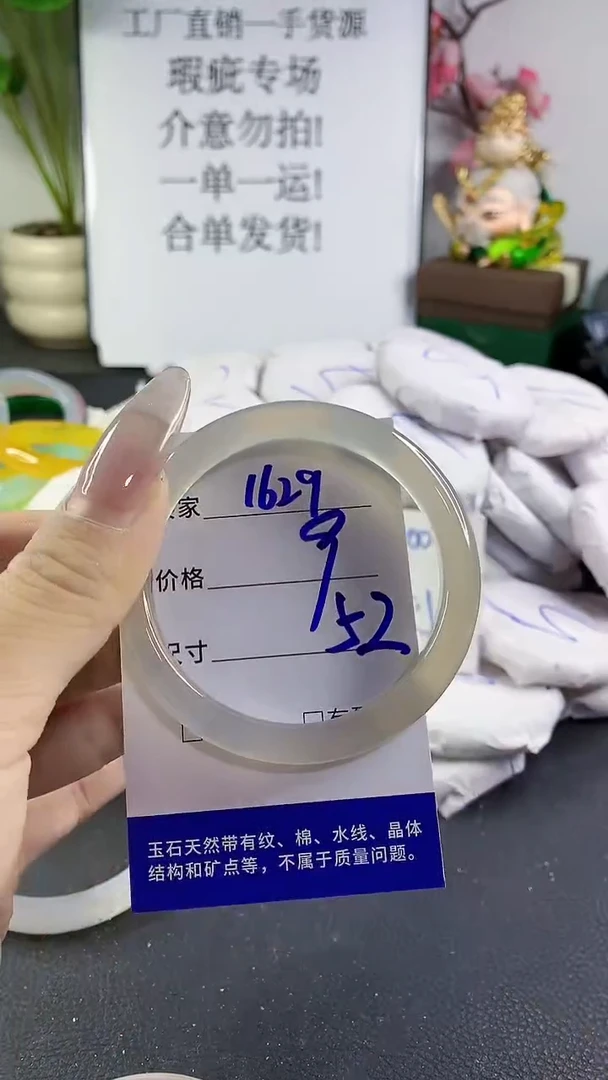 工厂直销一手货源
瑕疵专场
介意勿拍!
一单一运!
合单发货!
家 1629
价格 9
尺寸 52
玉石天然带有纹、棉、水线、晶体
结构和矿点等，不属于质量问题。